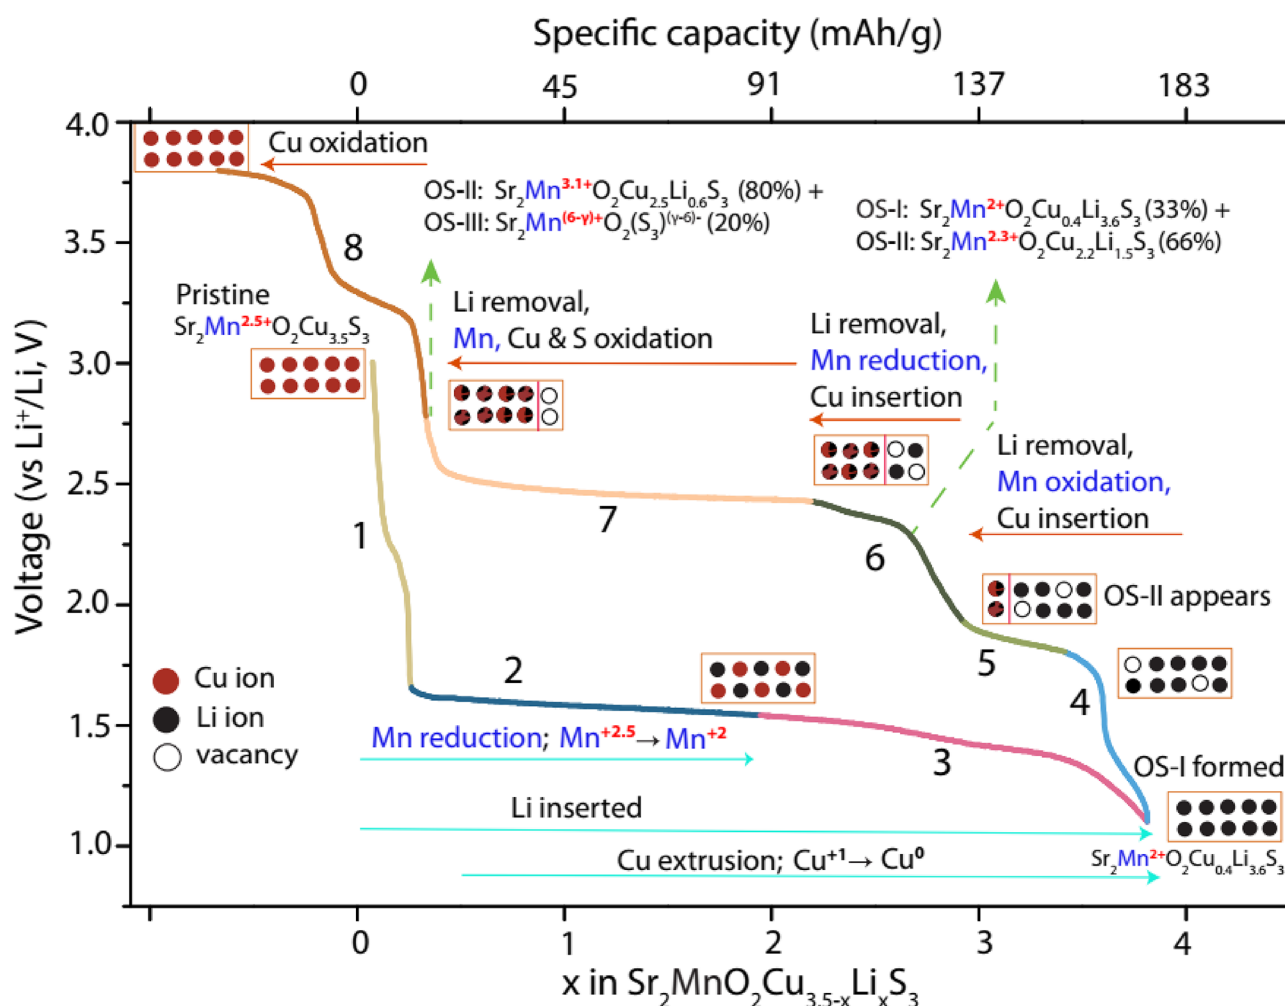 Specific capacity (mAh/g)
0 45 91 137 183
4.0
3.5
3.0
2.5
2.0
1.5
1.0
Voltage (vs Li⁺/Li, V)
Cu oxidation
OS-II: Sr₂Mn³·¹⁺O₂Cu₂.₅Li₀.₆S₃ (80%) +
OS-III: Sr₂Mn⁽⁶⁻ᵞ⁾⁺O₂(S₃)⁽ᵞ⁻⁶⁾⁻ (20%)
OS-I: Sr₂Mn²⁺O₂Cu₀.₄Li₃.₆S₃ (33%) +
OS-II: Sr₂Mn²·³⁺O₂Cu₂.₂Li₁.₅S₃ (66%)
8
Pristine
Sr₂Mn²·⁵⁺O₂Cu₃.₅S₃
Li removal,
Mn, Cu & S oxidation
Li removal,
Mn reduction,
Cu insertion
Li removal,
Mn oxidation,
Cu insertion
1
7
6
OS-II appears
5
2
4
3
Cu ion
Li ion
vacancy
Mn reduction; Mn⁺²·⁵→Mn⁺²
OS-I formed
Li inserted
Cu extrusion; Cu⁺¹→Cu⁰
Sr₂Mn²⁺O₂Cu₀.₄Li₃.₆S₃
0 1 2 3 4
x in Sr₂MnO₂Cu₃.₅₋ₓLiₓS₃